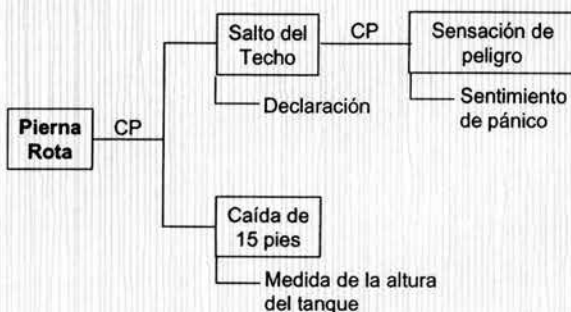 Salto del
Techo
CP
Sensación de
peligro
Declaración
Sentimiento
de pánico
Pierna
Rota
CP
Caída de
15 pies
Medida de la altura
del tanque